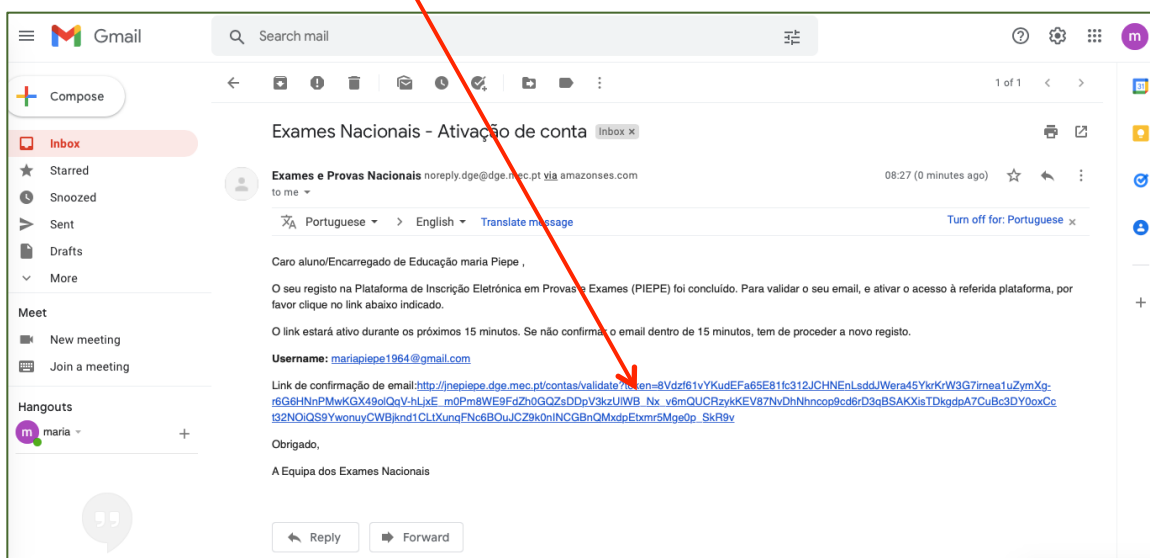 Gmail
Search mail
m
Compose
1 of 1
31
Exames Nacionais - Ativação de conta Inbox x
Inbox
Starred
Exames e Provas Nacionais noreply.dge@dge.mec.pt via amazonses.com
08:27 (0 minutes ago)
to me
Snoozed
Sent
Portuguese > English Translate message
Turn off for: Portuguese x
Drafts
More
Caro aluno/Encarregado de Educação maria Piepe ,
O seu registo na Plataforma de Inscrição Eletrónica em Provas e Exames (PIEPE) foi concluído. Para validar o seu email, e ativar o acesso à referida plataforma, por
favor clique no link abaixo indicado.
Meet
New meeting
Join a meeting
O link estará ativo durante os próximos 15 minutos. Se não confirmar o email dentro de 15 minutos, tem de proceder a novo registo.
Username: mariapiepe1964@gmail.com
Link de confirmação de email:http://jnepiepe.dge.mec.pt/contas/validate?token=8Vdzf61vYKudEFa65E81fc312JCHNEnLsddJWera45YkrKrW3G7irnea1uZymXg-
r6G6HNnPMwKGX49olQqV-hLjxE_m0Pm8WE9FdZh0GQZsDDpV3kzUlWB_Nx_v6mQUCRzykKEV87NvDhNhncop9cd6rD3qBSAKXisTDkgdpA7CuBc3DY0oxCc
t32NOiQS9YwonuyCWBjknd1CLtXunqFNc6BOuJCZ9k0nINCGBnQMxdpEtxmr5Mge0p_SkR9v
Hangouts
m maria
Obrigado,
A Equipa dos Exames Nacionais
Reply
Forward